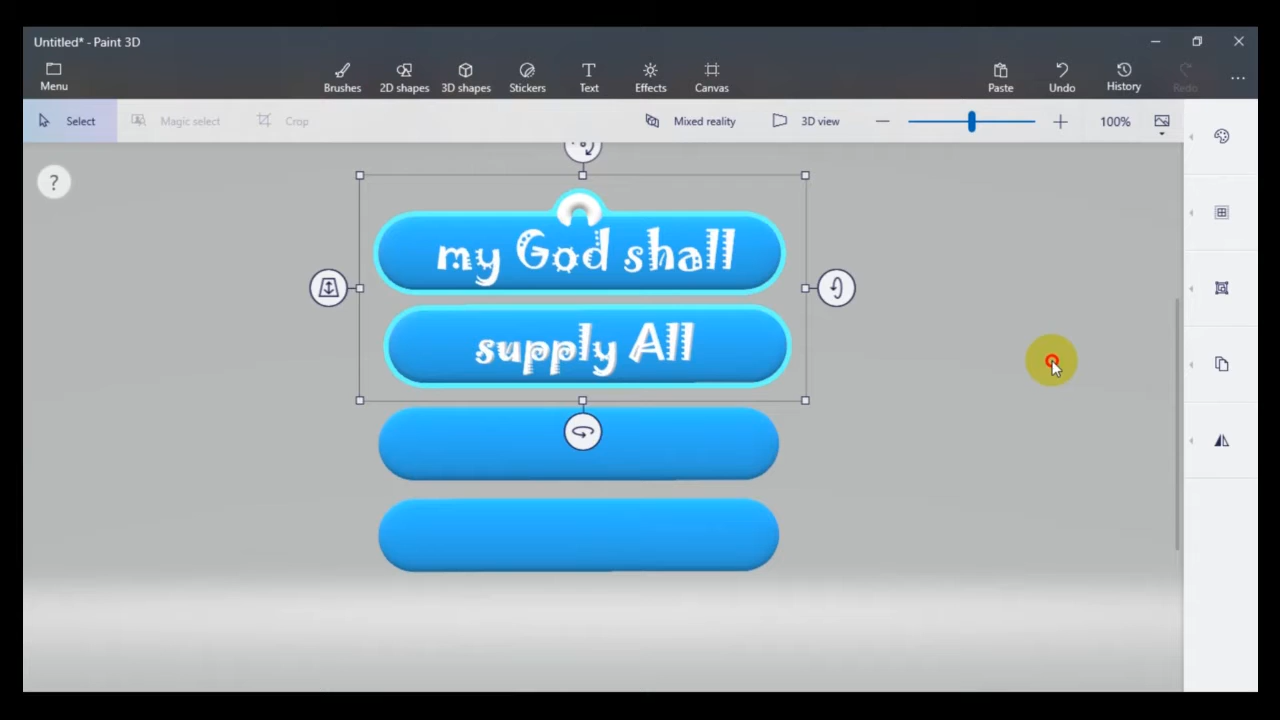 Untitled* - Paint 3D
Menu
Brushes
2D shapes
3D shapes
Stickers
Text
Effects
Canvas
Paste
Undo
History
Redo
Select
Magic select
Crop
Mixed reality
3D view
100%
?
my God shall
supply All